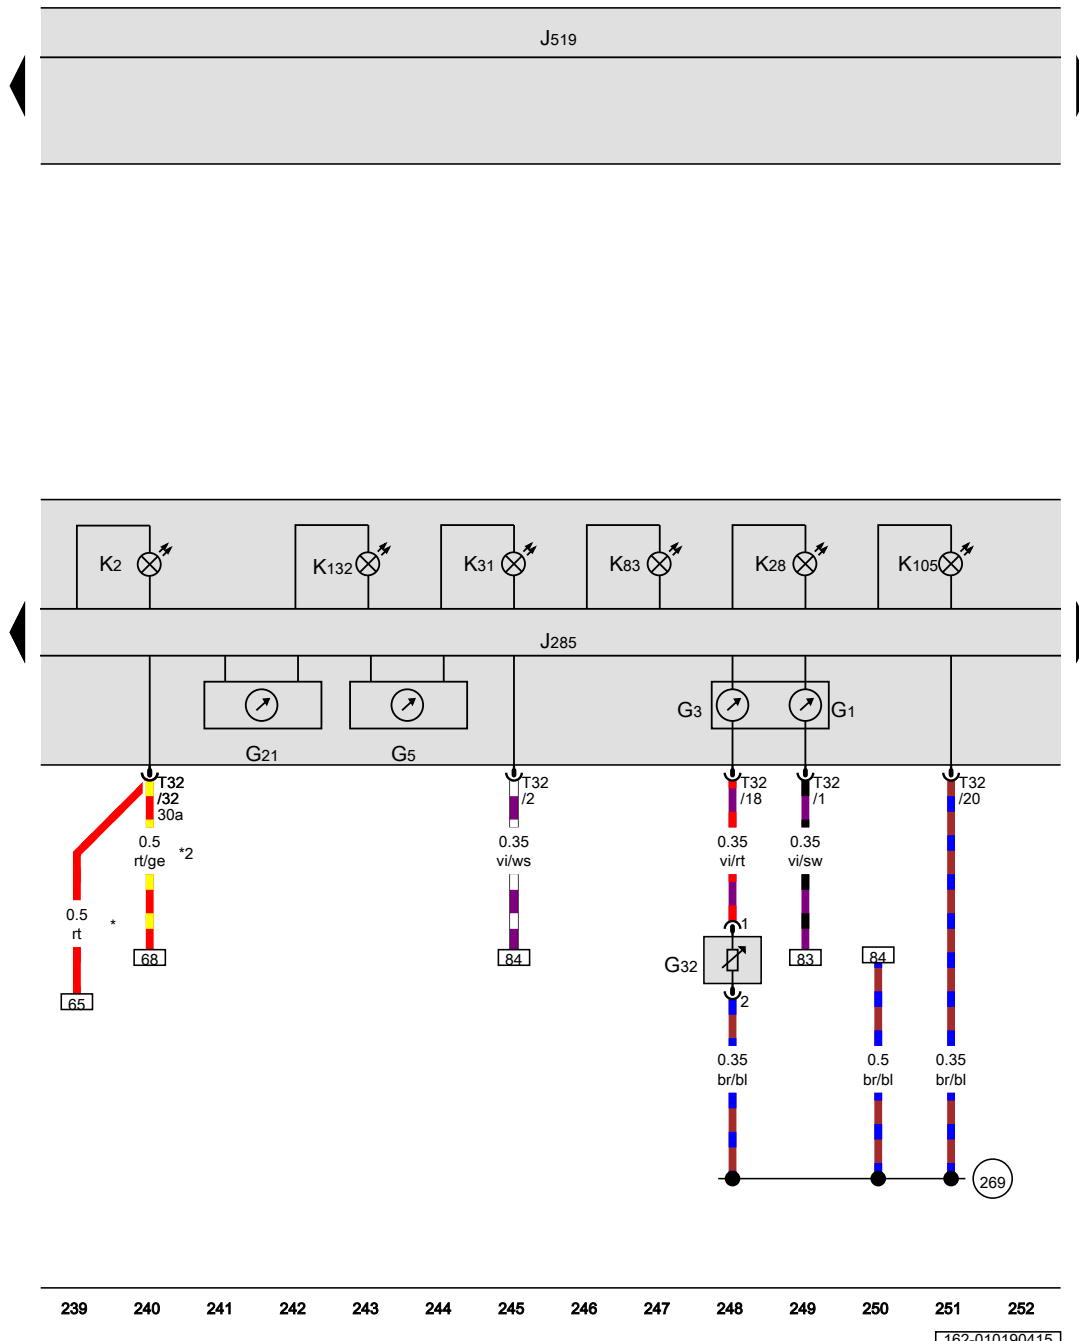 J519
K2
K132
K31
K83
K28
K105
J285
G3
G1
G21
G5
T32
/32
30a
T32
/2
T32
/18
T32
/1
T32
/20
0.5
rt/ge
*2
0.35
vi/ws
0.35
vi/rt
0.35
vi/sw
0.5
rt
*
1
68
84
G32
83
84
65
2
0.35
br/bl
0.5
br/bl
0.35
br/bl
269
239 240 241 242 243 244 245 246 247 248 249 250 251 252
162-010190415